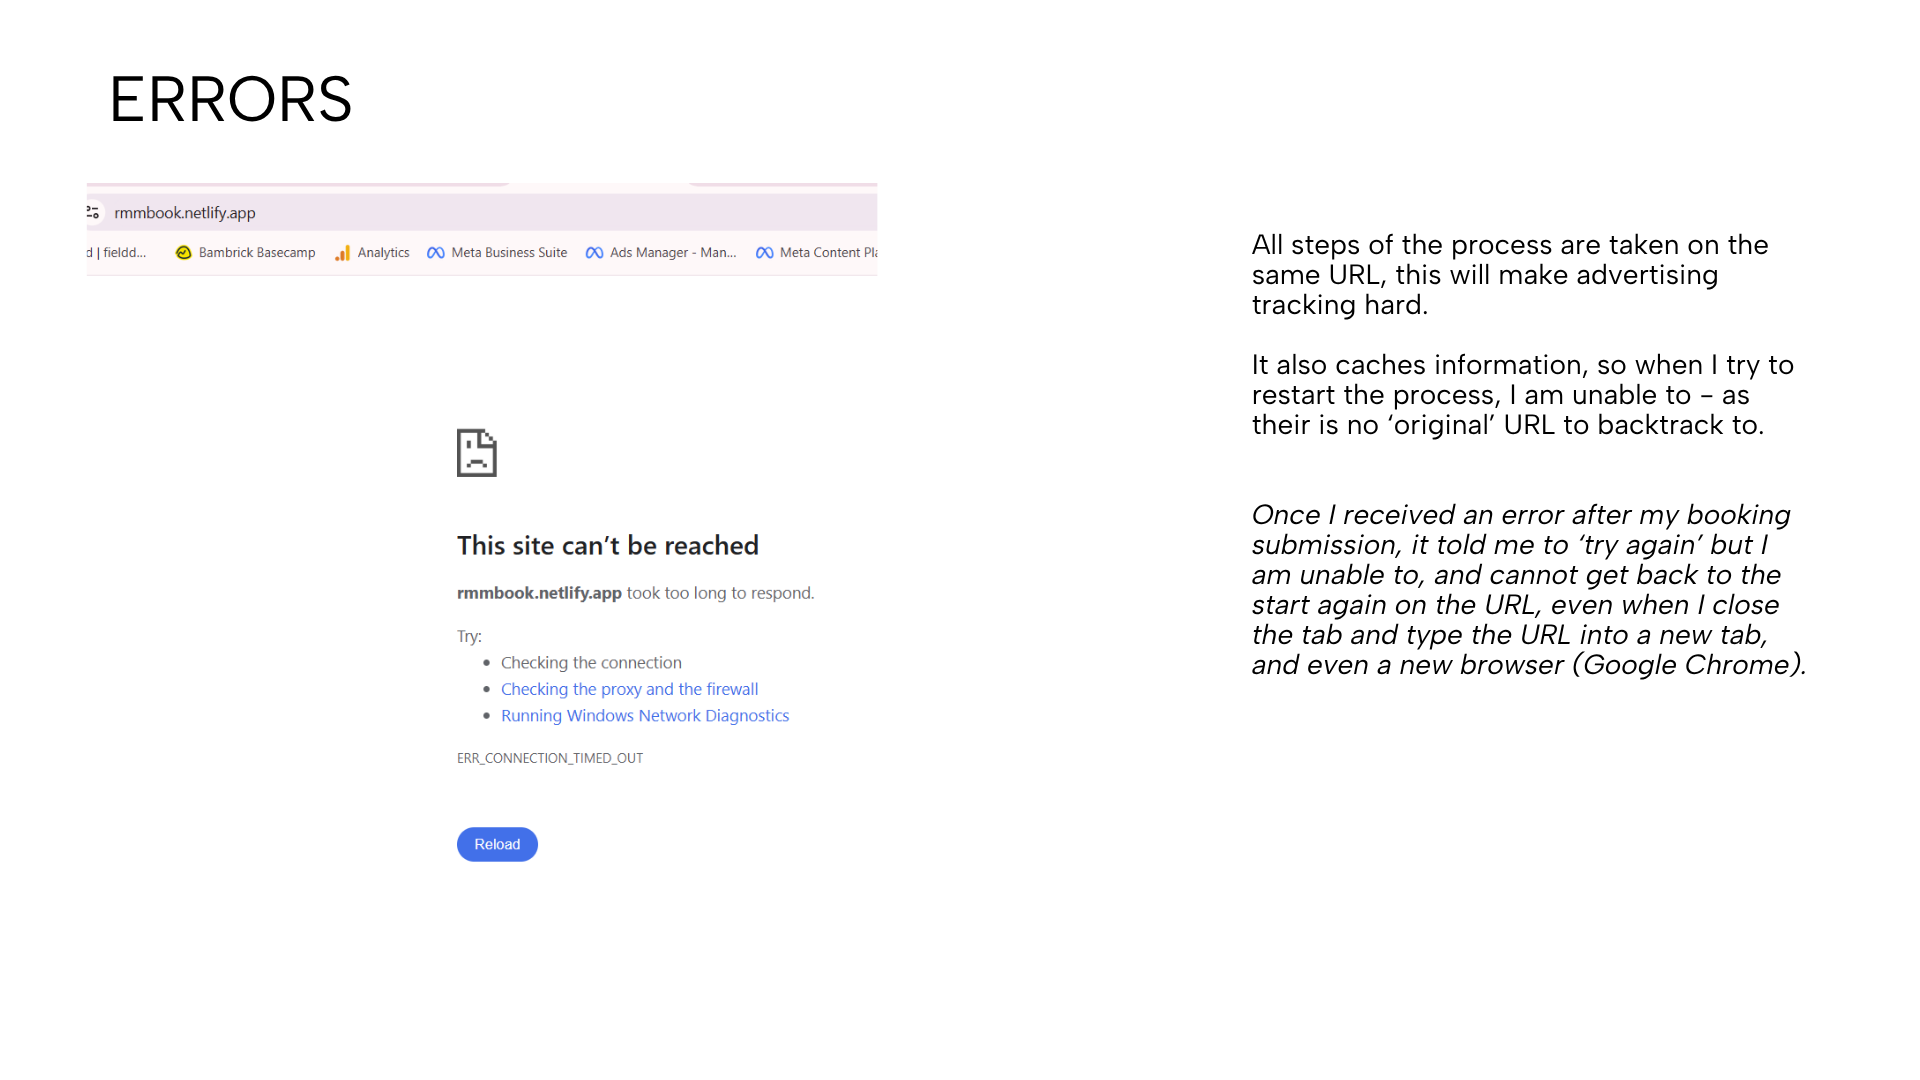 ERRORS
rmmbook.netlify.app
d | fieldd...
Bambrick Basecamp
Analytics
Meta Business Suite
Ads Manager - Man...
Meta Content Pla
This site can't be reached
rmmbook.netlify.app took too long to respond.
Try:
• Checking the connection
• Checking the proxy and the firewall
• Running Windows Network Diagnostics
ERR_CONNECTION_TIMED_OUT
Reload
All steps of the process are taken on the
same URL, this will make advertising
tracking hard.
It also caches information, so when I try to
restart the process, I am unable to - as
their is no ‘original’ URL to backtrack to.
Once I received an error after my booking
submission, it told me to ‘try again’ but I
am unable to, and cannot get back to the
start again on the URL, even when I close
the tab and type the URL into a new tab,
and even a new browser (Google Chrome).